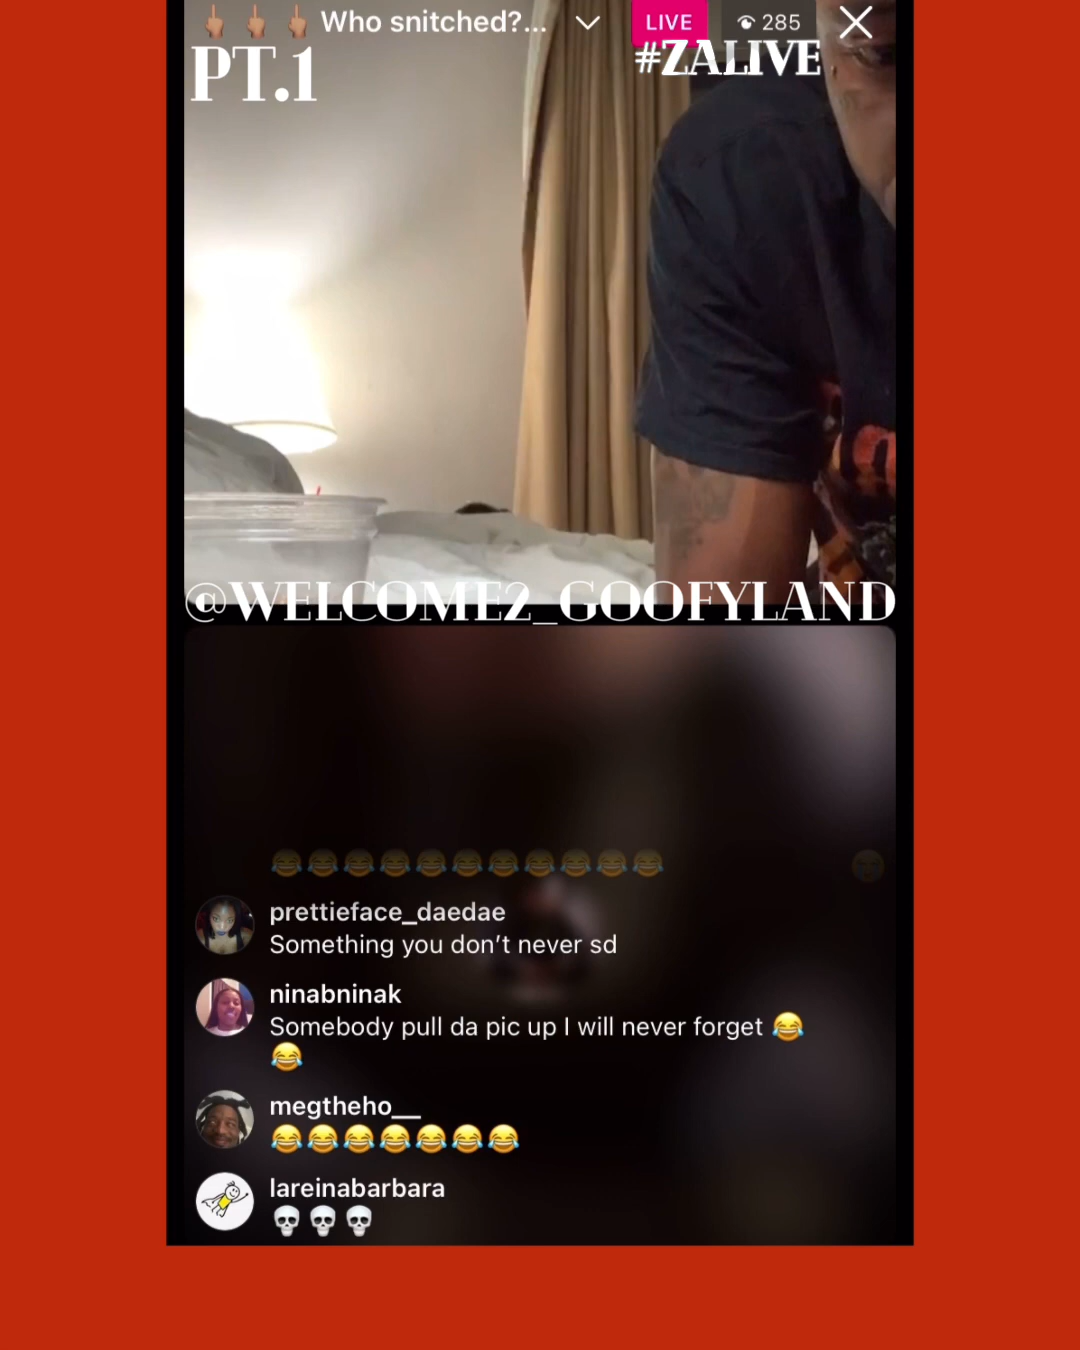 🖕🏽 🖕🏽 🖕🏽 Who snitched?...
LIVE
285
PT.1
#ZALIVE
@WELCOME2_GOOFYLAND
😂😂😂😂😂😂😂😂😂😂😂
prettieface_daedae
Something you don’t never sd
ninabninak
Somebody pull da pic up I will never forget 😂
😂
megtheho__
😂😂😂😂😂😂😂
lareinabarbara
💀💀💀